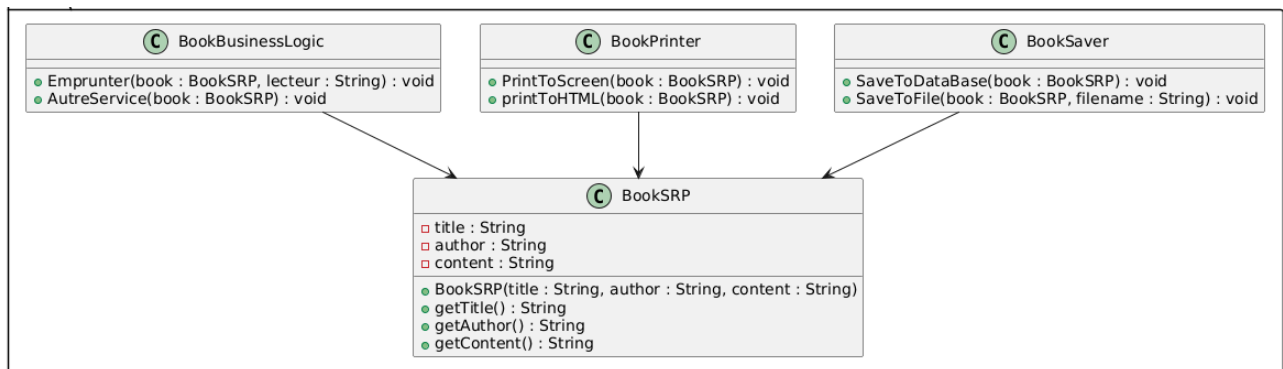 C BookBusinessLogic
Emprunter(book : BookSRP, lecteur : String) : void
AutreService(book : BookSRP) : void
C BookPrinter
PrintToScreen(book : BookSRP) : void
printToHTML(book : BookSRP) : void
C BookSaver
SaveToDataBase(book : BookSRP) : void
SaveToFile(book : BookSRP, filename : String) : void
C BookSRP
title : String
author : String
content : String
BookSRP(title : String, author : String, content : String)
getTitle() : String
getAuthor() : String
getContent() : String